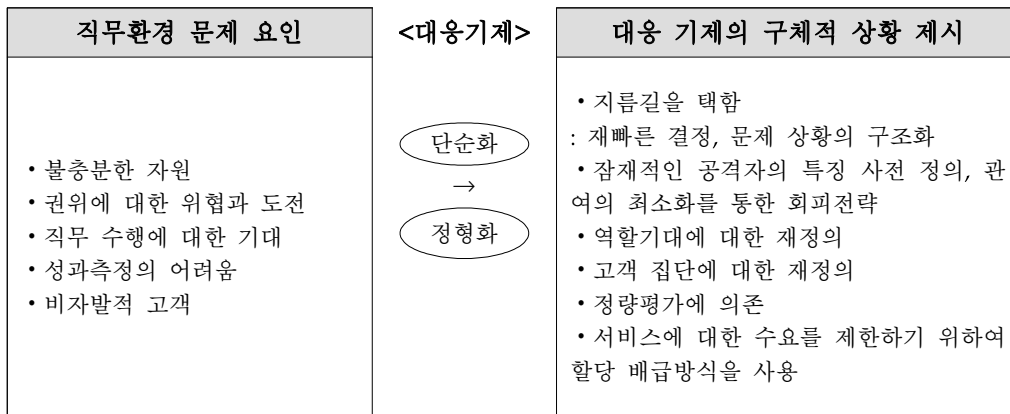 직무환경 문제 요인
• 불충분한 자원
• 권위에 대한 위협과 도전
• 직무 수행에 대한 기대
• 성과측정의 어려움
• 비자발적 고객
<대응기제>
단순화
→
정형화
대응 기제의 구체적 상황 제시
• 지름길을 택함
: 재빠른 결정, 문제 상황의 구조화
• 잠재적인 공격자의 특징 사전 정의, 관
여의 최소화를 통한 회피전략
• 역할기대에 대한 재정의
• 고객 집단에 대한 재정의
• 정량평가에 의존
• 서비스에 대한 수요를 제한하기 위하여
할당 배급방식을 사용